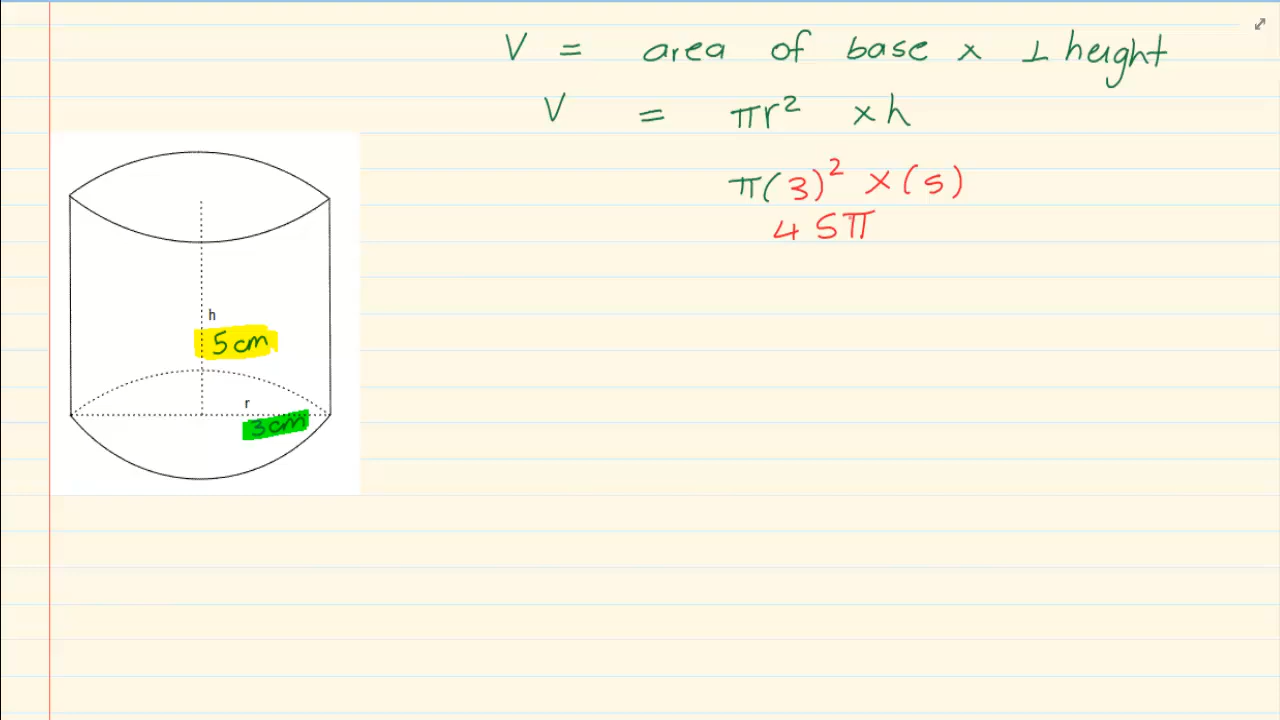 V = area of base × ⊥ height
V = πr² × h
π(3)² × (5)
45π
h
5cm
r
3cm